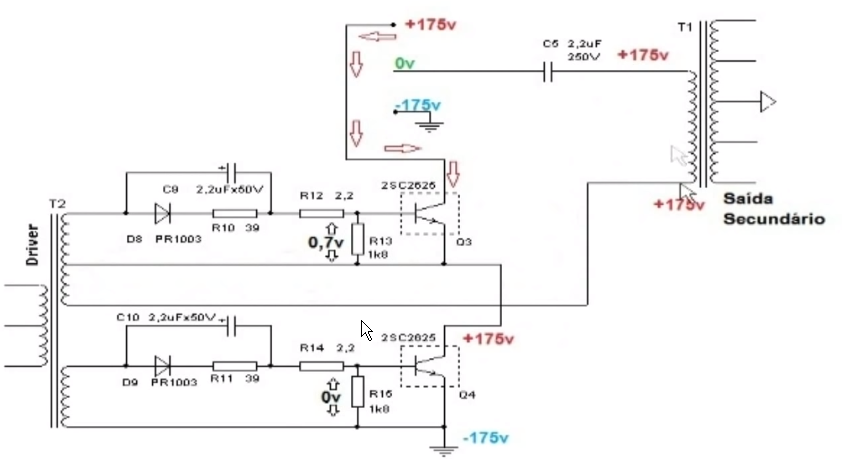 +175v
T1
C5 2,2uF
250V
+175v
0v
-175v
C9 2,2uFx50V
R12 2,2
2SC2625
T2
+175v
Saída
Secundário
Driver
D8 PR1003
R10 39
0,7v
R13
1k8
Q3
C10 2,2uFx50V
R14 2,2
2SC2625
+175v
D9 PR1003
R11 39
0v
R15
1k8
Q4
-175v